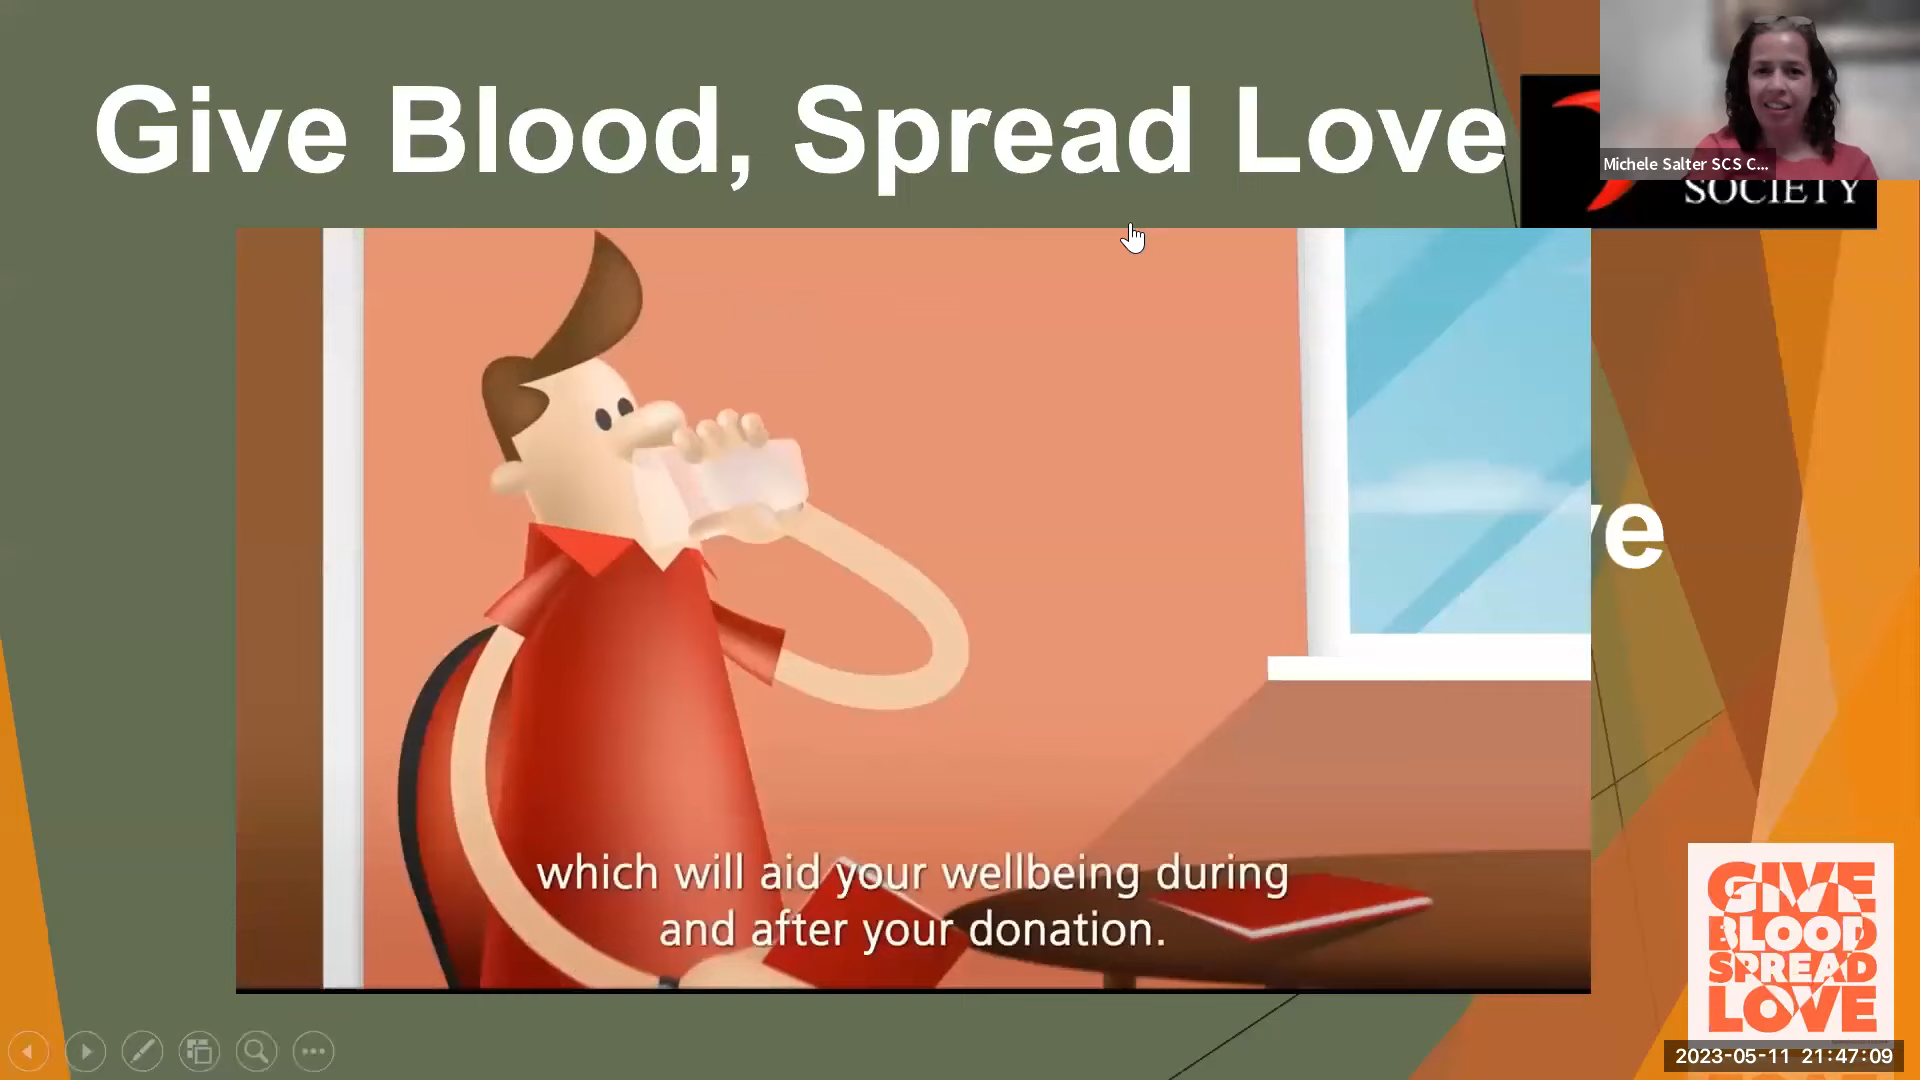 Give Blood, Spread Love
Michele Salter SCS C...
SOCIETY
which will aid your wellbeing during
and after your donation.
GIVE
BLOOD
SPREAD
LOVE
2023-05-11 21:47:09